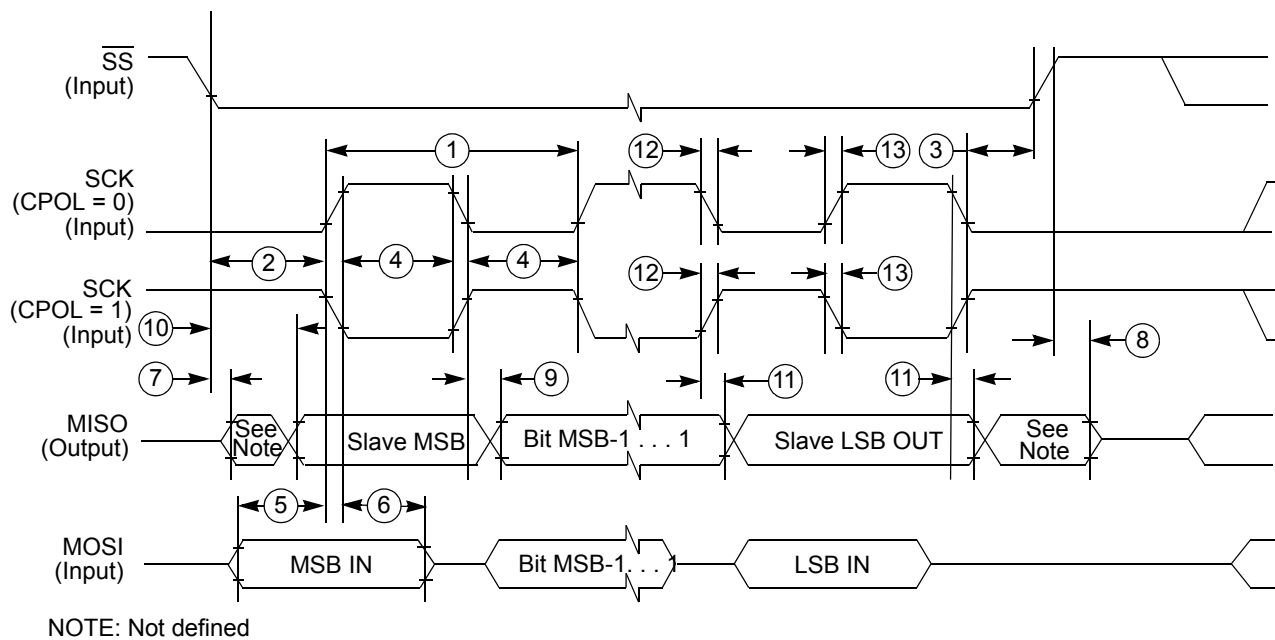 SS
(Input)
1
12
13
3
SCK
(CPOL = 0)
(Input)
2
4
4
12
13
SCK
(CPOL = 1)
(Input)
10
8
7
9
11
11
MISO
(Output)
See
Note
Slave MSB
Bit MSB-1 . . . 1
Slave LSB OUT
See
Note
5
6
MOSI
(Input)
MSB IN
Bit MSB-1. . . 1
LSB IN
NOTE: Not defined